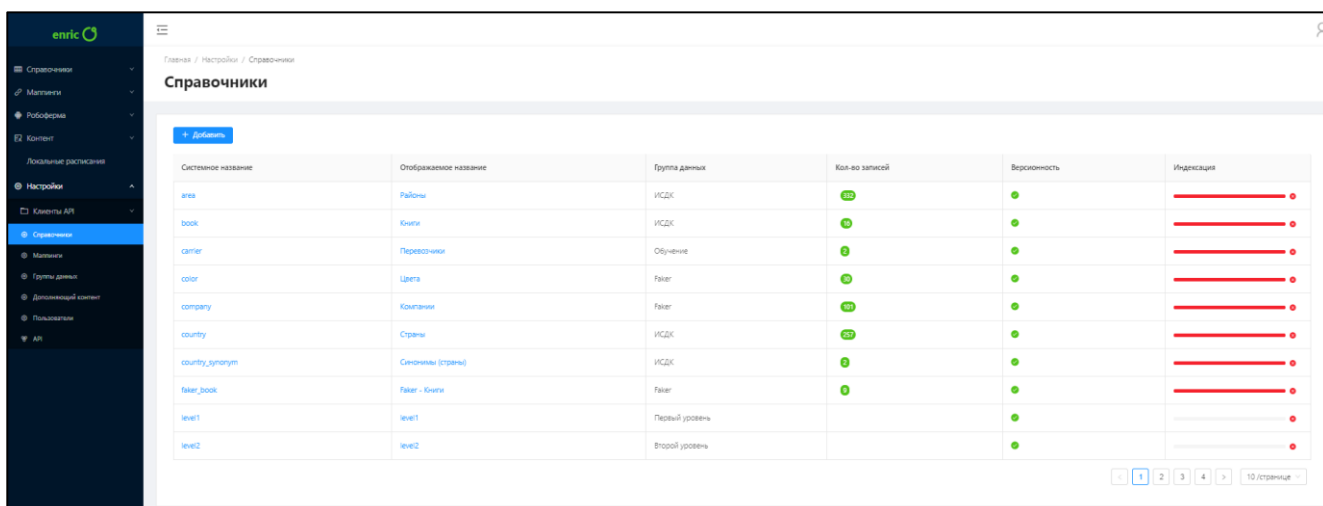 enric
Справочники
Маппинги
Робоферма
Контент
Локальные расписания
Настройки
Клиенты API
Справочники
Маппинги
Группы данных
Дополняющий контент
Пользователи
API
Главная / Настройки / Справочники
Справочники
+ Добавить
Системное название Отображаемое название Группа данных Кол-во записей Версионность Индексация
area Районы ИСДК 332
book Книги ИСДК 10
carrier Перевозчики Обучение 2
color Цвета Faker 30
company Компании Faker 101
country Страны ИСДК 257
country_synonym Синонимы (страны) ИСДК 2
faker_book Faker - Книги Faker 9
level1 level1 Первый уровень
level2 level2 Второй уровень
< 1 2 3 4 > 10 /странице